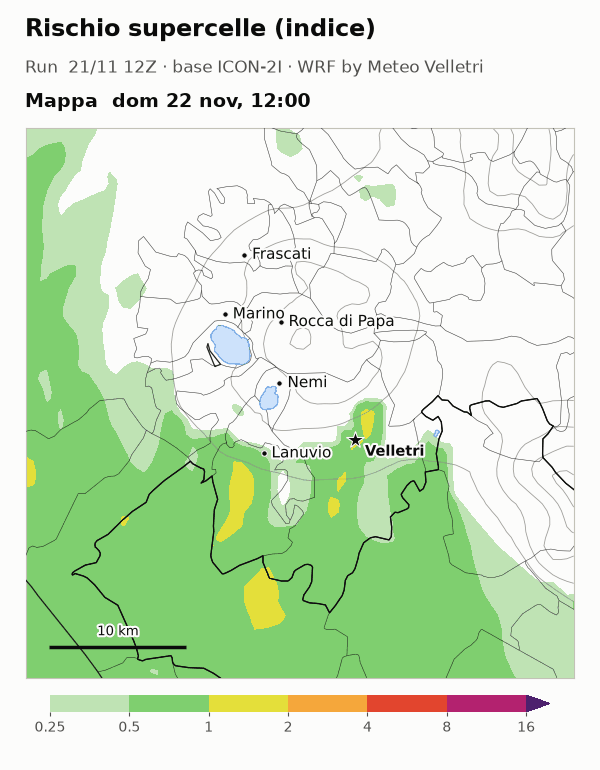 Rischio supercelle (indice)
Run  21/11 12Z · base ICON-2I · WRF by Meteo Velletri
Mappa  dom 22 nov, 12:00
Frascati
Marino
Rocca di Papa
Nemi
Velletri
Lanuvio
10 km
0.25 0.5 1 2 4 8 16